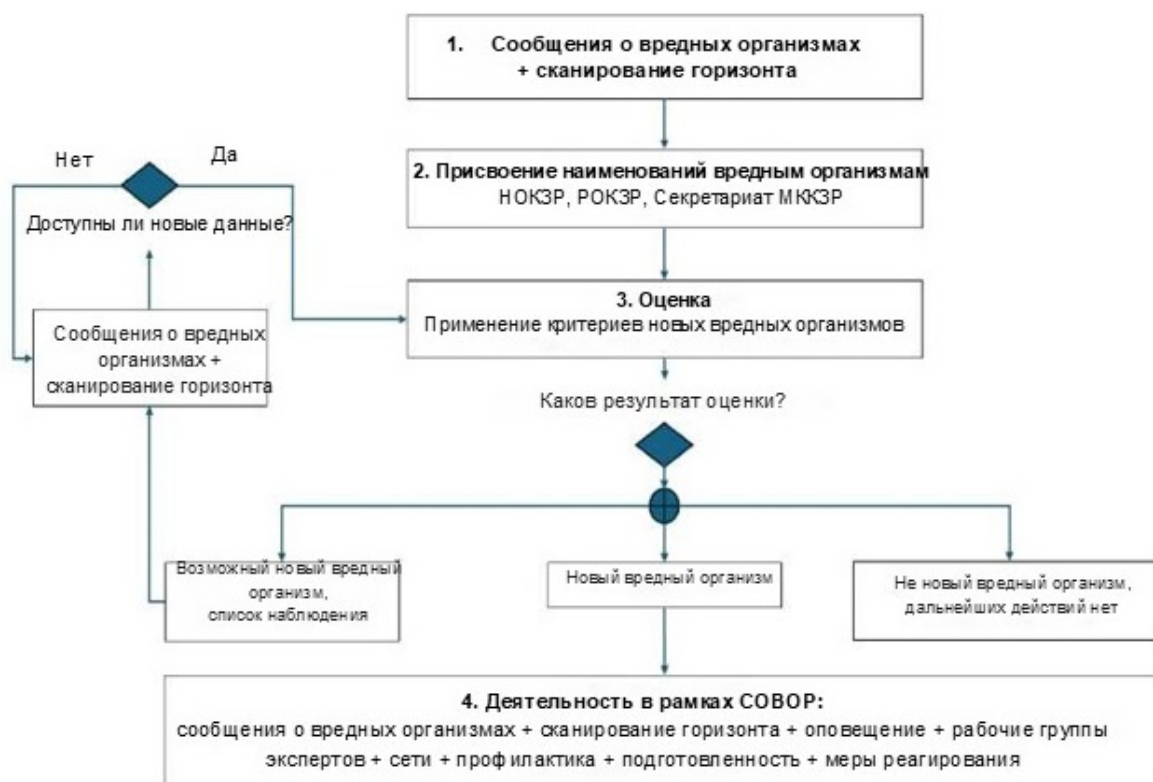 1. Сообщения о вредных организмах
+ сканирование горизонта
2. Присвоение наименований вредным организмам
НОКЗР, РОКЗР, Секретариат МККЗР
Нет
Да
Доступны ли новые данные?
Сообщения о вредных
организмах +
сканирование горизонта
3. Оценка
Применение критериев новых вредных организмов
Каков результат оценки?
Возможный новый вредный
организм,
список наблюдения
Новый вредный организм
Не новый вредный организм,
дальнейших действий нет
4. Деятельность в рамках СОВОР:
сообщения о вредных организмах + сканирование горизонта + оповещение + рабочие группы
экспертов + сети + профилактика + подготовленность + меры реагирования